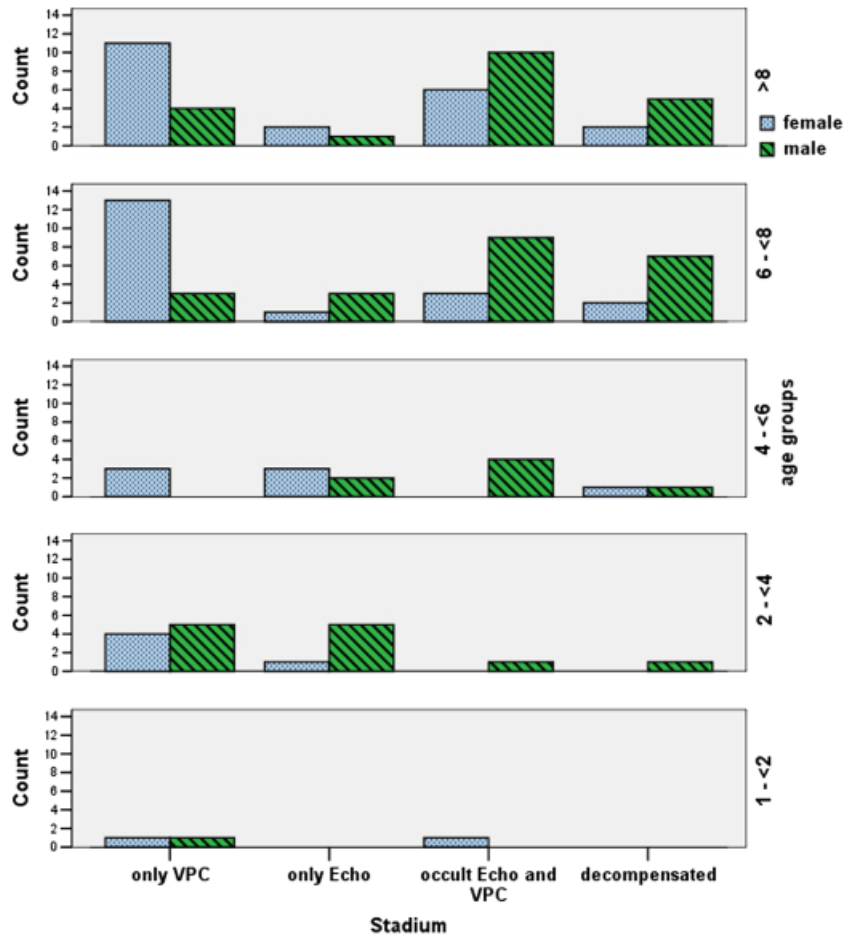 14
12
10
8
6
4
2
0
Count
>8
female
male
14
12
10
8
6
4
2
0
Count
6 - <8
14
12
10
8
6
4
2
0
Count
4 - <6
age groups
14
12
10
8
6
4
2
0
Count
2 - <4
14
12
10
8
6
4
2
0
Count
1 - <2
only VPC
only Echo
occult Echo and
VPC
decompensated
Stadium